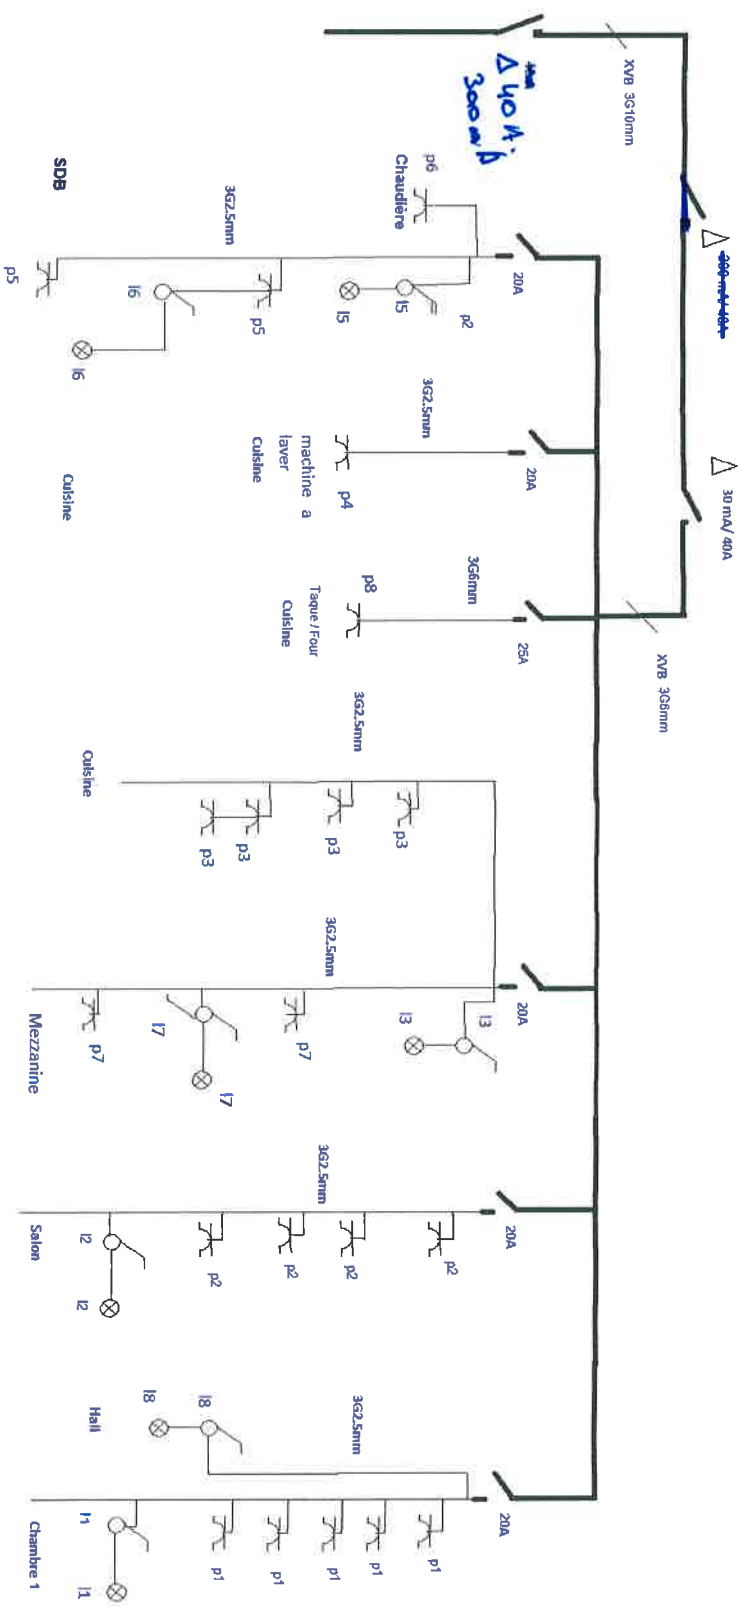 XVB 3G10mm
Δ 40A.
300 mA
300 mA/ 40A
30 mA/ 40A
XVB 3G6mm
20A
p6
Chaudière
p2
l5
l5
3G2.5mm
p5
l6
l6
p5
SDB
20A
3G2.5mm
p4
machine a
laver
Cuisine
Cuisine
25A
3G6mm
p8
Taque / Four
Cuisine
3G2.5mm
p3
p3
p3
p3
Cuisine
20A
l3
l3
3G2.5mm
p7
l7
l7
p7
Mezzanine
20A
3G2.5mm
p2
p2
p2
p2
l2
l2
Salon
20A
3G2.5mm
l8
l8
Hall
p1
p1
p1
p1
p1
l1
l1
Chambre 1